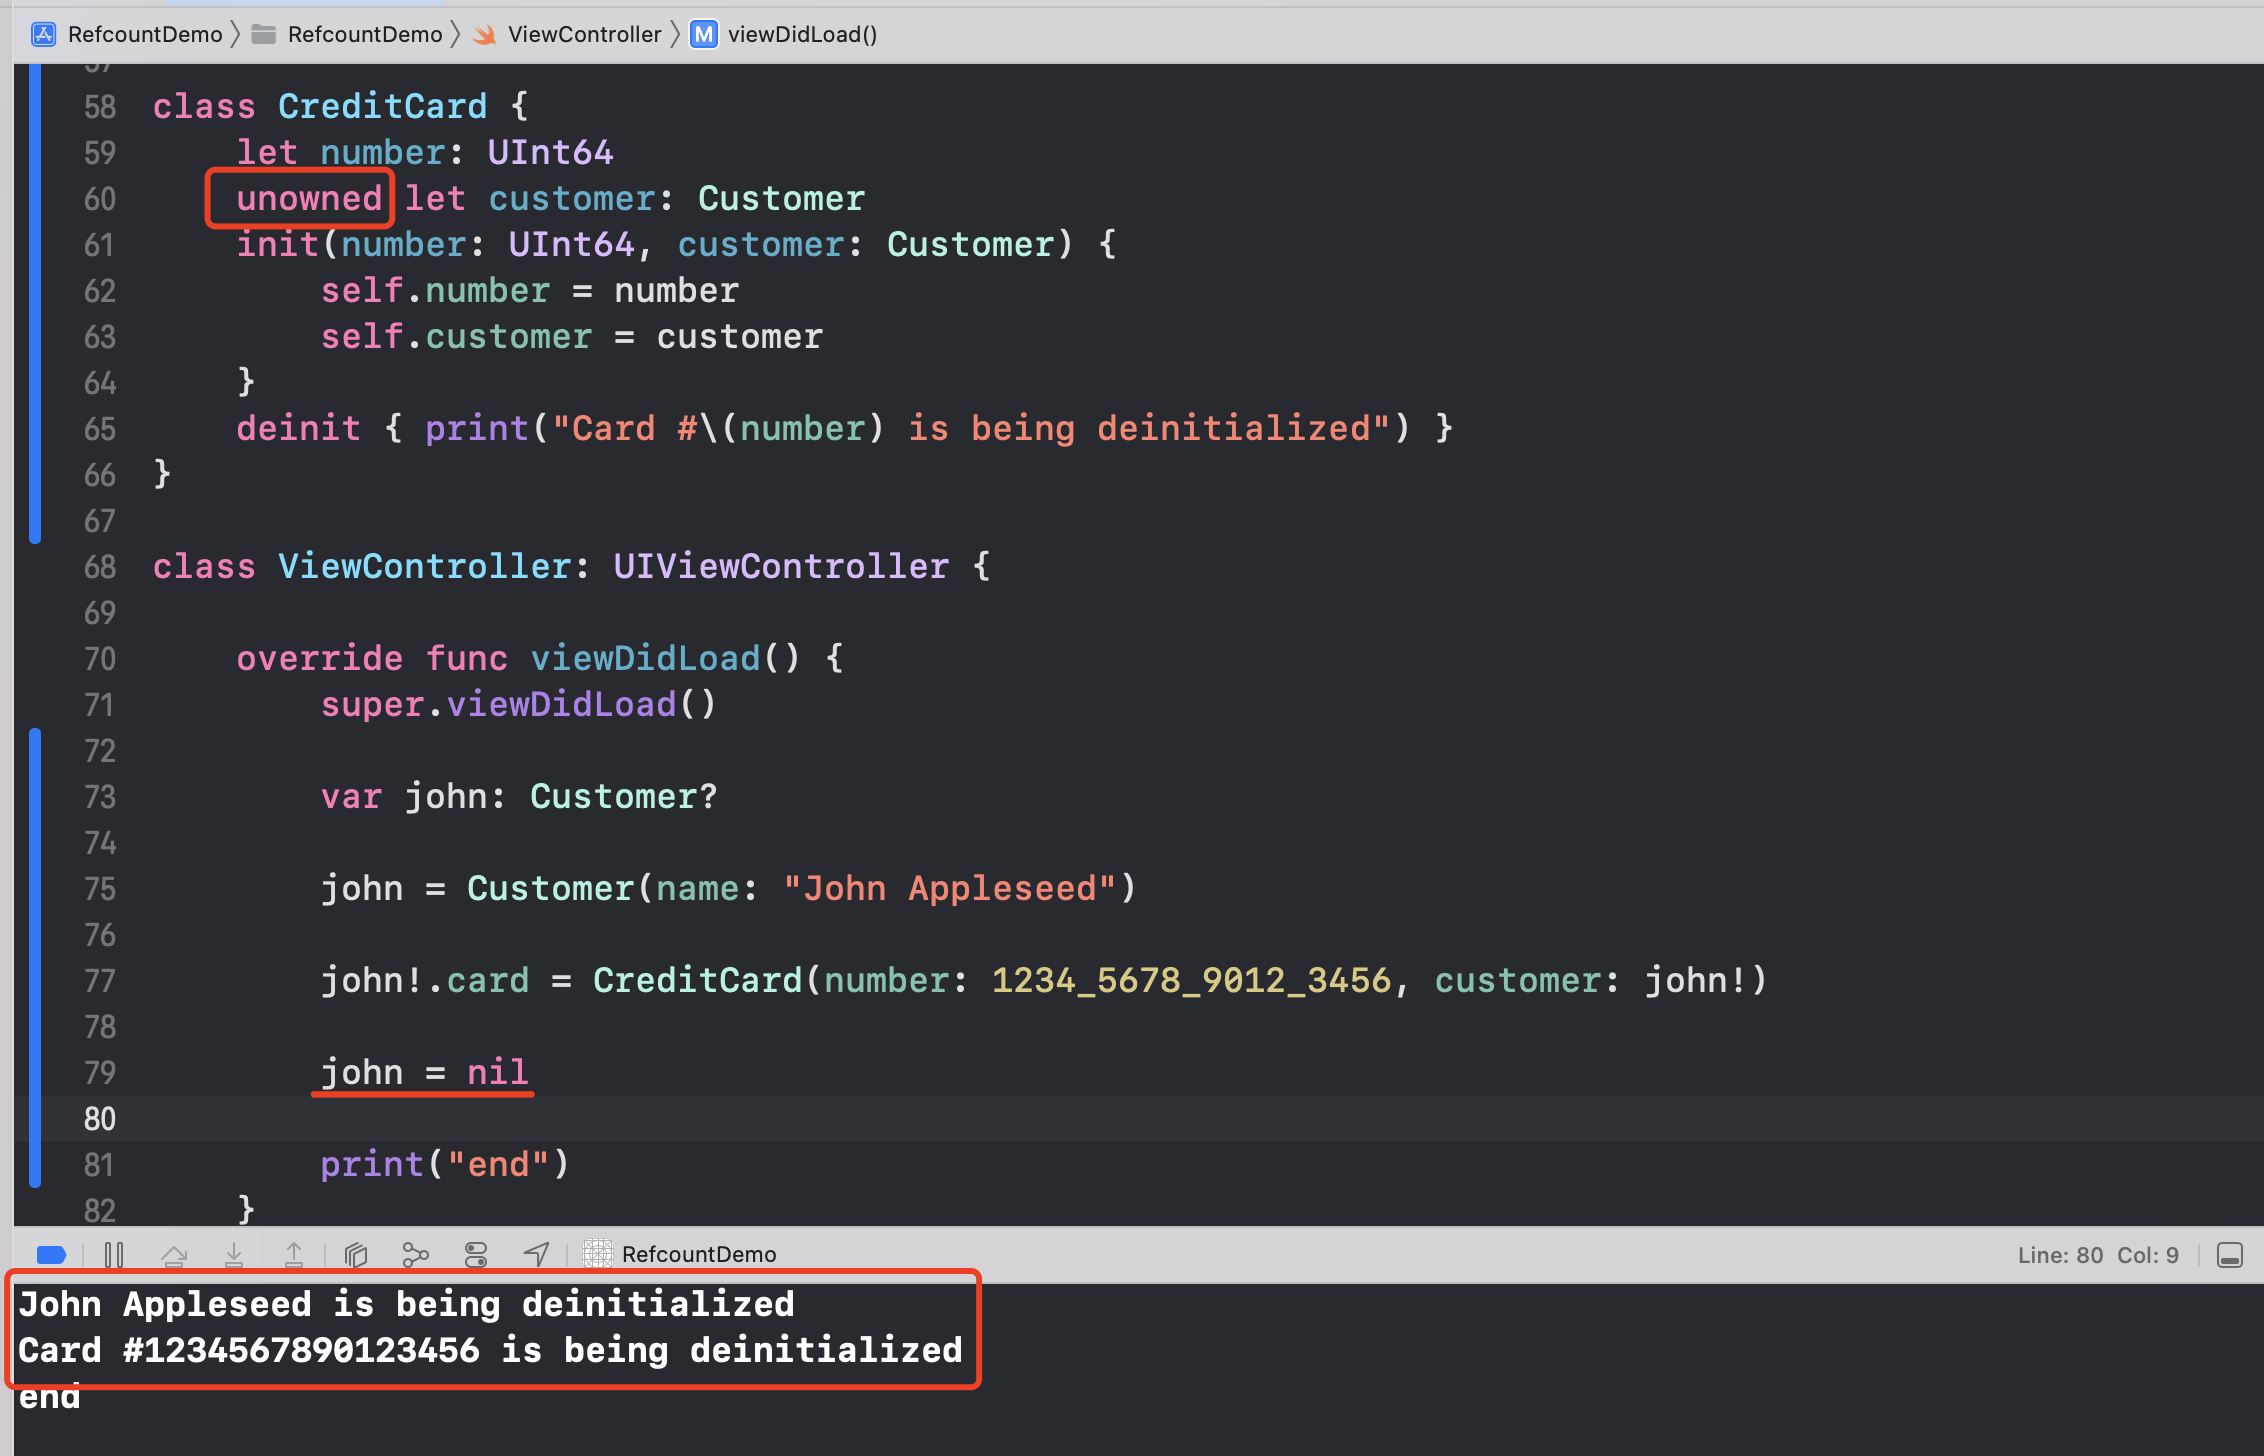 RefcountDemo RefcountDemo ViewController M viewDidLoad()
58 class CreditCard {
59 let number: UInt64
60 unowned let customer: Customer
61 init(number: UInt64, customer: Customer) {
62 self.number = number
63 self.customer = customer
64 }
65 deinit { print("Card #\(number) is being deinitialized") }
66 }
67
68 class ViewController: UIViewController {
69
70 override func viewDidLoad() {
71 super.viewDidLoad()
72
73 var john: Customer?
74
75 john = Customer(name: "John Appleseed")
76
77 john!.card = CreditCard(number: 1234_5678_9012_3456, customer: john!)
78
79 john = nil
80
81 print("end")
82 }
RefcountDemo Line: 80 Col: 9
John Appleseed is being deinitialized
Card #1234567890123456 is being deinitialized
end